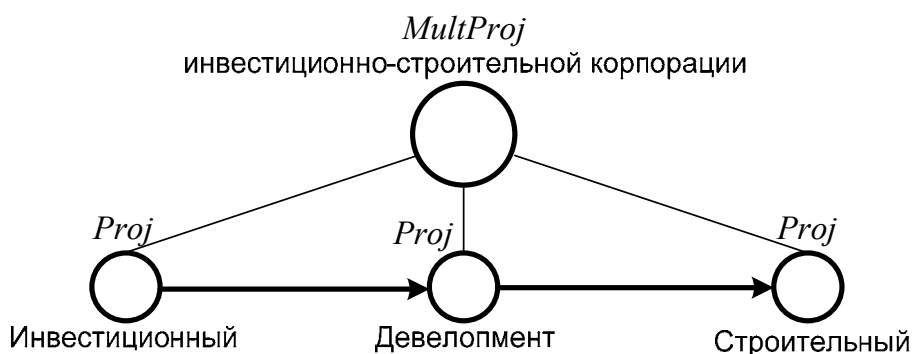 MultProj
инвестиционно-строительной корпорации
Proj
Proj
Proj
Инвестиционный
Девелопмент
Строительный